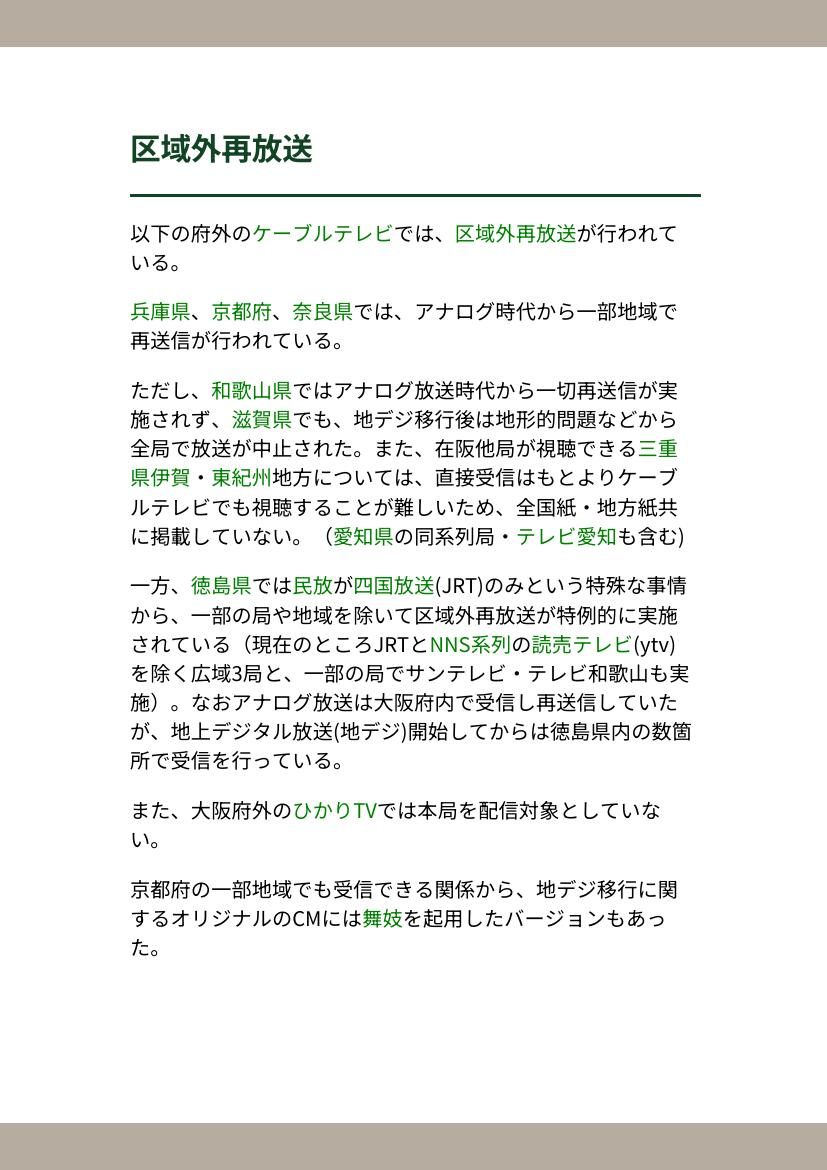 区域外再放送
以下の府外のケーブルテレビでは、区域外再放送が行われて
いる。
兵庫県、京都府、奈良県では、アナログ時代から一部地域で
再送信が行われている。
ただし、和歌山県ではアナログ放送時代から一切再送信が実
施されず、滋賀県でも、地デジ移行後は地形的問題などから
全局で放送が中止された。また、在阪他局が視聴できる三重
県伊賀・東紀州地方については、直接受信はもとよりケーブ
ルテレビでも視聴することが難しいため、全国紙・地方紙共
に掲載していない。（愛知県の同系列局・テレビ愛知も含む)
一方、徳島県では民放が四国放送(JRT)のみという特殊な事情
から、一部の局や地域を除いて区域外再放送が特例的に実施
されている（現在のところJRTとNNS系列の読売テレビ(ytv)
を除く広域3局と、一部の局でサンテレビ・テレビ和歌山も実
施）。なおアナログ放送は大阪府内で受信し再送信していた
が、地上デジタル放送(地デジ)開始してからは徳島県内の数箇
所で受信を行っている。
また、大阪府外のひかりTVでは本局を配信対象としていな
い。
京都府の一部地域でも受信できる関係から、地デジ移行に関
するオリジナルのCMには舞妓を起用したバージョンもあっ
た。